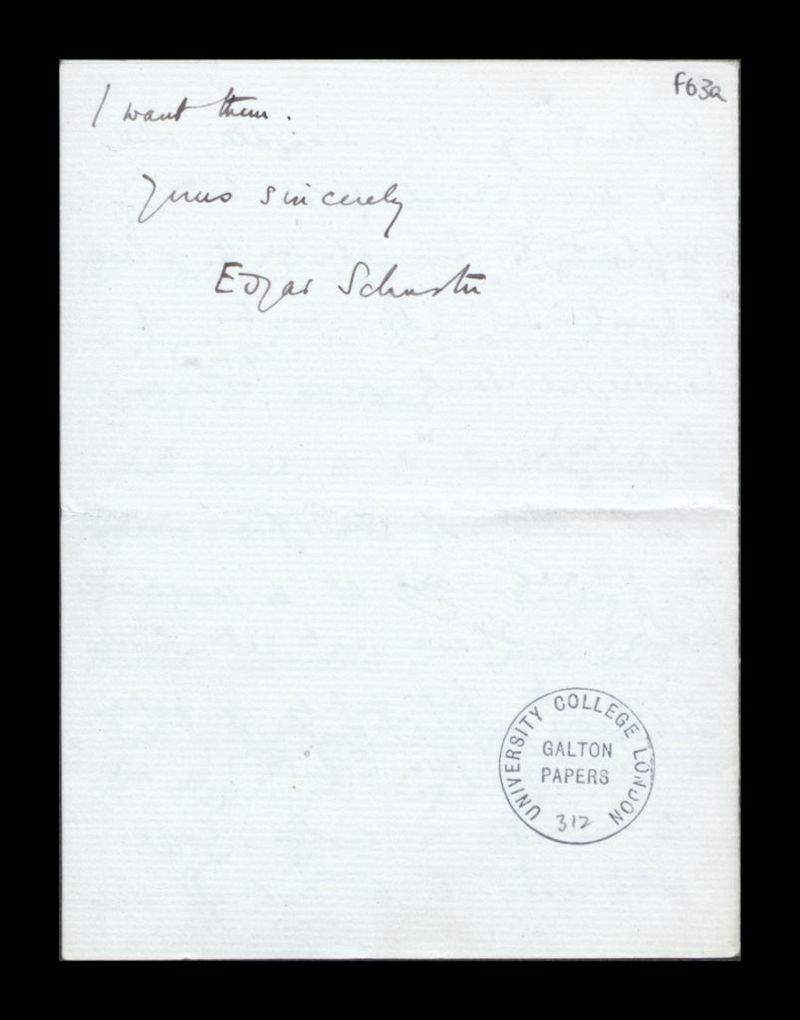 f63a
I want them.
Yours sincerely
Edgar Schuster
UNIVERSITY COLLEGE LONDON
GALTON
PAPERS
312